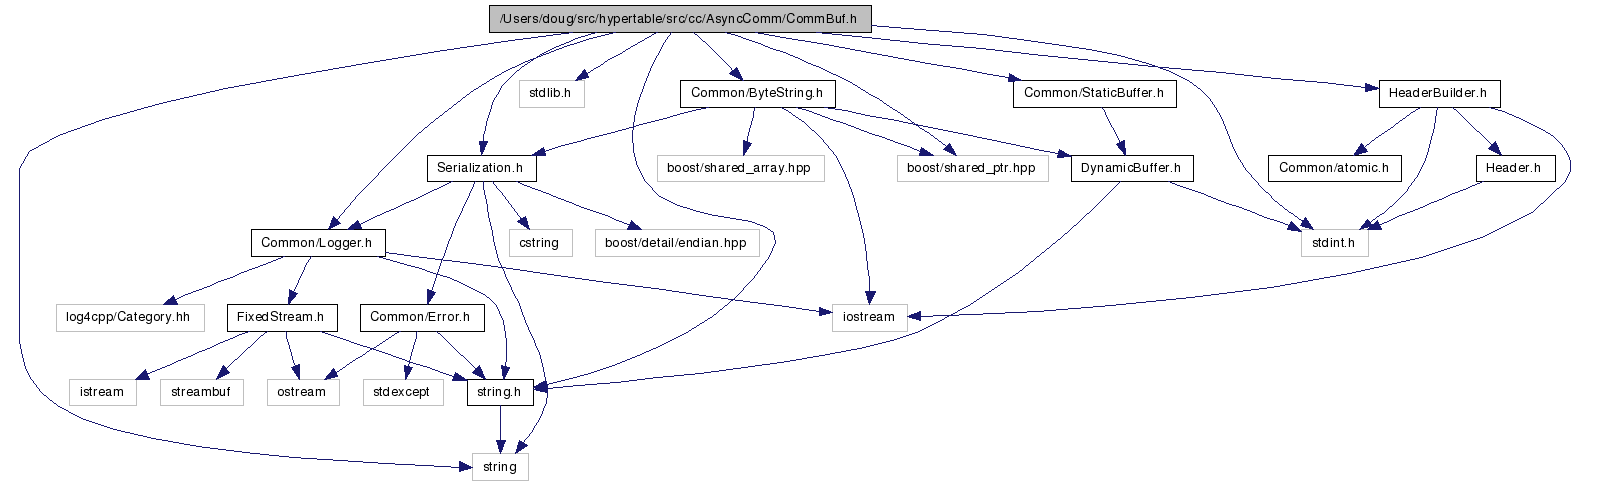 /Users/doug/src/hypertable/src/cc/AsyncComm/CommBuf.h
stdlib.h
Common/ByteString.h
Common/StaticBuffer.h
HeaderBuilder.h
Serialization.h
boost/shared_array.hpp
boost/shared_ptr.hpp
DynamicBuffer.h
Common/atomic.h
Header.h
Common/Logger.h
cstring
boost/detail/endian.hpp
stdint.h
log4cpp/Category.hh
FixedStream.h
Common/Error.h
iostream
istream
streambuf
ostream
stdexcept
string.h
string